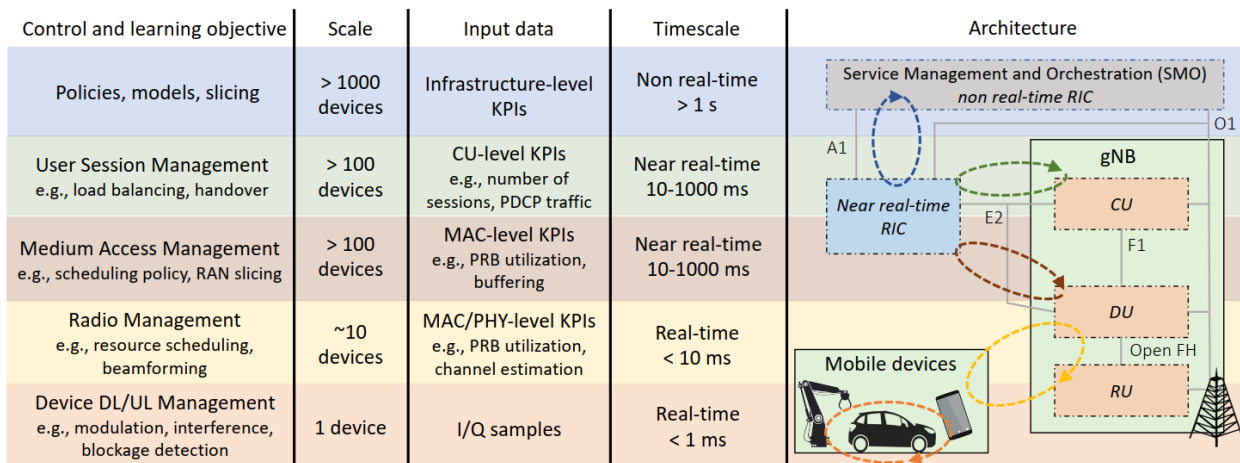 Control and learning objective
Scale
Input data
Timescale
Architecture
Policies, models, slicing
> 1000
devices
Infrastructure-level
KPIs
Non real-time
> 1 s
User Session Management
e.g., load balancing, handover
> 100
devices
CU-level KPIs
e.g., number of
sessions, PDCP traffic
Near real-time
10-1000 ms
Medium Access Management
e.g., scheduling policy, RAN slicing
> 100
devices
MAC-level KPIs
e.g., PRB utilization,
buffering
Near real-time
10-1000 ms
Radio Management
e.g., resource scheduling,
beamforming
~10
devices
MAC/PHY-level KPIs
e.g., PRB utilization,
channel estimation
Real-time
< 10 ms
Device DL/UL Management
e.g., modulation, interference,
blockage detection
1 device
I/Q samples
Real-time
< 1 ms
Service Management and Orchestration (SMO)
non real-time RIC
A1
O1
gNB
Near real-time
RIC
E2
CU
F1
DU
Open FH
RU
Mobile devices